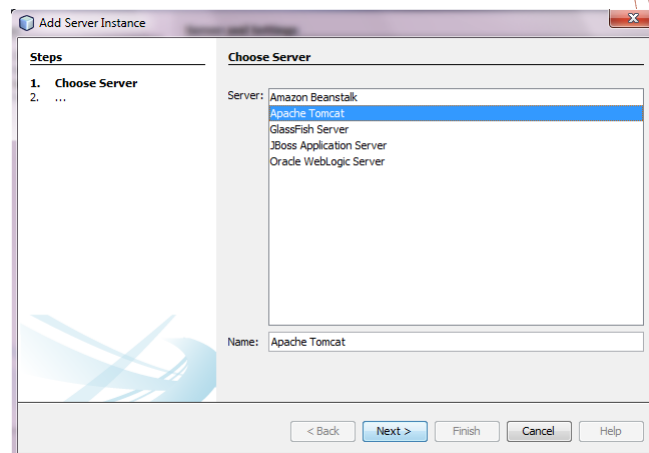 Add Server Instance
Steps
1. Choose Server
2. ...
Choose Server
Server:
Amazon Beanstalk
Apache Tomcat
GlassFish Server
JBoss Application Server
Oracle WebLogic Server
Name: Apache Tomcat
< Back Next > Finish Cancel Help